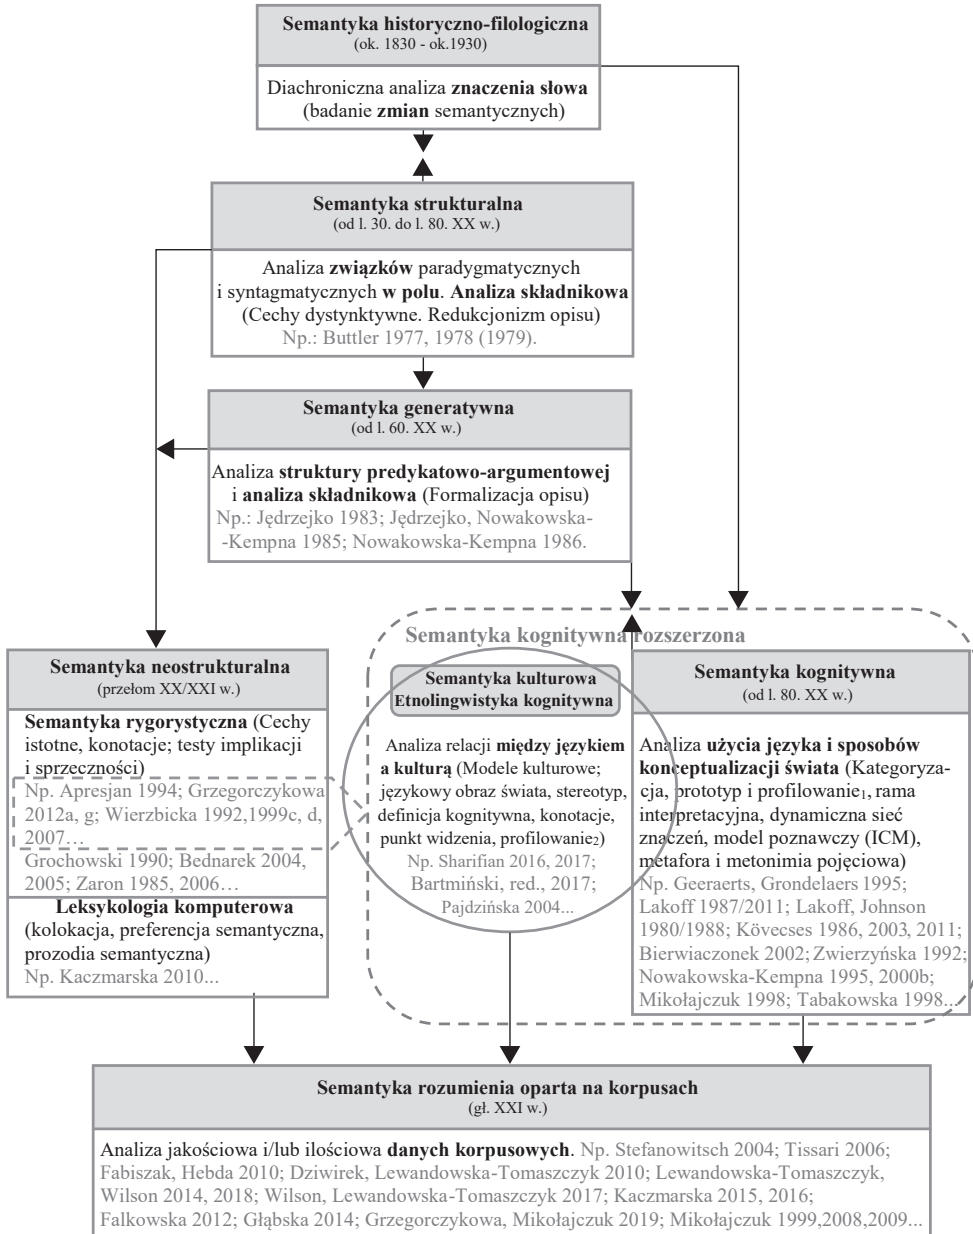 Semantyka historyczno-filologiczna
(ok. 1830 - ok.1930)
Diachroniczna analiza znaczenia słowa
(badanie zmian semantycznych)
Semantyka strukturalna
(od l. 30. do l. 80. XX w.)
Analiza związków paradygmatycznych
i syntagmatycznych w polu. Analiza składnikowa
(Cechy dystynktywne. Redukcjonizm opisu)
Np.: Buttler 1977, 1978 (1979).
Semantyka generatywna
(od l. 60. XX w.)
Analiza struktury predykatowo-argumentowej
i analiza składnikowa (Formalizacja opisu)
Np.: Jędrzejko 1983; Jędrzejko, Nowakowska-
-Kempna 1985; Nowakowska-Kempna 1986.
Semantyka neostrukturalna
(przełom XX/XXI w.)
Semantyka rygorystyczna (Cechy
istotne, konotacje; testy implikacji
i sprzeczności)
Np. Apresjan 1994; Grzegorczykowa
2012a, g; Wierzbicka 1992,1999c, d,
2007…
Grochowski 1990; Bednarek 2004,
2005; Zaron 1985, 2006…
Leksykologia komputerowa
(kolokacja, preferencja semantyczna,
prozodia semantyczna)
Np. Kaczmarska 2010...
Semantyka kognitywna rozszerzona
Semantyka kulturowa
Etnolingwistyka kognitywna
Analiza relacji między językiem
a kulturą (Modele kulturowe;
językowy obraz świata, stereotyp,
definicja kognitywna, konotacje,
punkt widzenia, profilowanie2)
Np. Sharifian 2016, 2017;
Bartmiński, red., 2017;
Pajdzińska 2004...
Semantyka kognitywna
(od l. 80. XX w.)
Analiza użycia języka i sposobów
konceptualizacji świata (Kategoryza-
cja, prototyp i profilowanie1, rama
interpretacyjna, dynamiczna sieć
znaczeń, model poznawczy (ICM),
metafora i metonimia pojęciowa)
Np. Geeraerts, Grondelaers 1995;
Lakoff 1987/2011; Lakoff, Johnson
1980/1988; Kövecses 1986, 2003, 2011;
Bierwiaczonek 2002; Zwierzyńska 1992;
Nowakowska-Kempna 1995, 2000b;
Mikołajczuk 1998; Tabakowska 1998...
Semantyka rozumienia oparta na korpusach
(gł. XXI w.)
Analiza jakościowa i/lub ilościowa danych korpusowych. Np. Stefanowitsch 2004; Tissari 2006;
Fabiszak, Hebda 2010; Dziwirek, Lewandowska-Tomaszczyk 2010; Lewandowska-Tomaszczyk,
Wilson 2014, 2018; Wilson, Lewandowska-Tomaszczyk 2017; Kaczmarska 2015, 2016;
Falkowska 2012; Głąbska 2014; Grzegorczykowa, Mikołajczuk 2019; Mikołajczuk 1999,2008,2009...